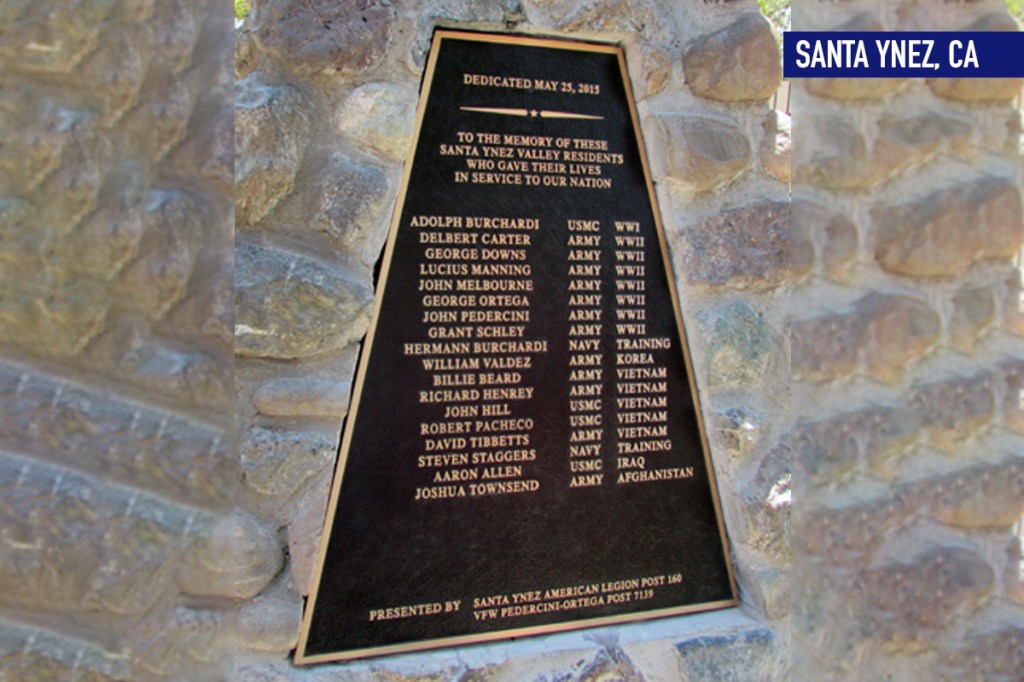 SANTA YNEZ, CA
DEDICATED MAY 25, 2015
TO THE MEMORY OF THESE
SANTA YNEZ VALLEY RESIDENTS
WHO GAVE THEIR LIVES
IN SERVICE TO OUR NATION
ADOLPH BURCHARDI USMC WWI
DELBERT CARTER ARMY WWII
GEORGE DOWNS ARMY WWII
LUCIUS MANNING ARMY WWII
JOHN MELBOURNE ARMY WWII
GEORGE ORTEGA ARMY WWII
JOHN PEDERCINI ARMY WWII
GRANT SCHLEY ARMY WWII
HERMANN BURCHARDI NAVY TRAINING
WILLIAM VALDEZ ARMY KOREA
BILLIE BEARD ARMY VIETNAM
RICHARD HENREY ARMY VIETNAM
JOHN HILL USMC VIETNAM
ROBERT PACHECO USMC VIETNAM
DAVID TIBBETTS ARMY VIETNAM
STEVEN STAGGERS NAVY TRAINING
AARON ALLEN USMC IRAQ
JOSHUA TOWNSEND ARMY AFGHANISTAN
PRESENTED BY SANTA YNEZ AMERICAN LEGION POST 160
VFW PEDERCINI-ORTEGA POST 7139